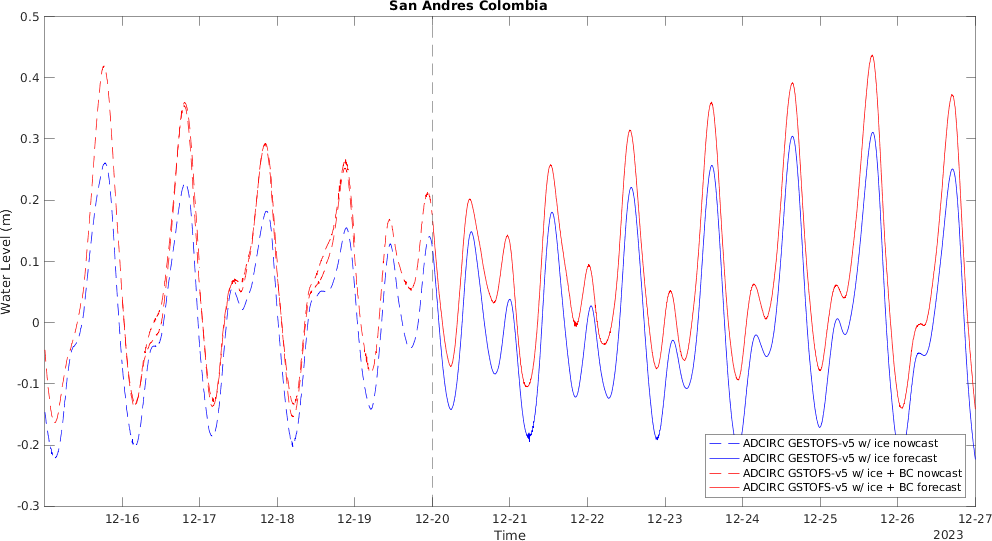 San Andres Colombia
0.5
0.4
0.3
0.2
0.1
0
-0.1
-0.2
-0.3
Water Level (m)
ADCIRC GESTOFS-v5 w/ ice nowcast
ADCIRC GESTOFS-v5 w/ ice forecast
ADCIRC GSTOFS-v5 w/ ice + BC nowcast
ADCIRC GSTOFS-v5 w/ ice + BC forecast
12-16 12-17 12-18 12-19 12-20 12-21 12-22 12-23 12-24 12-25 12-26 12-27
Time
2023